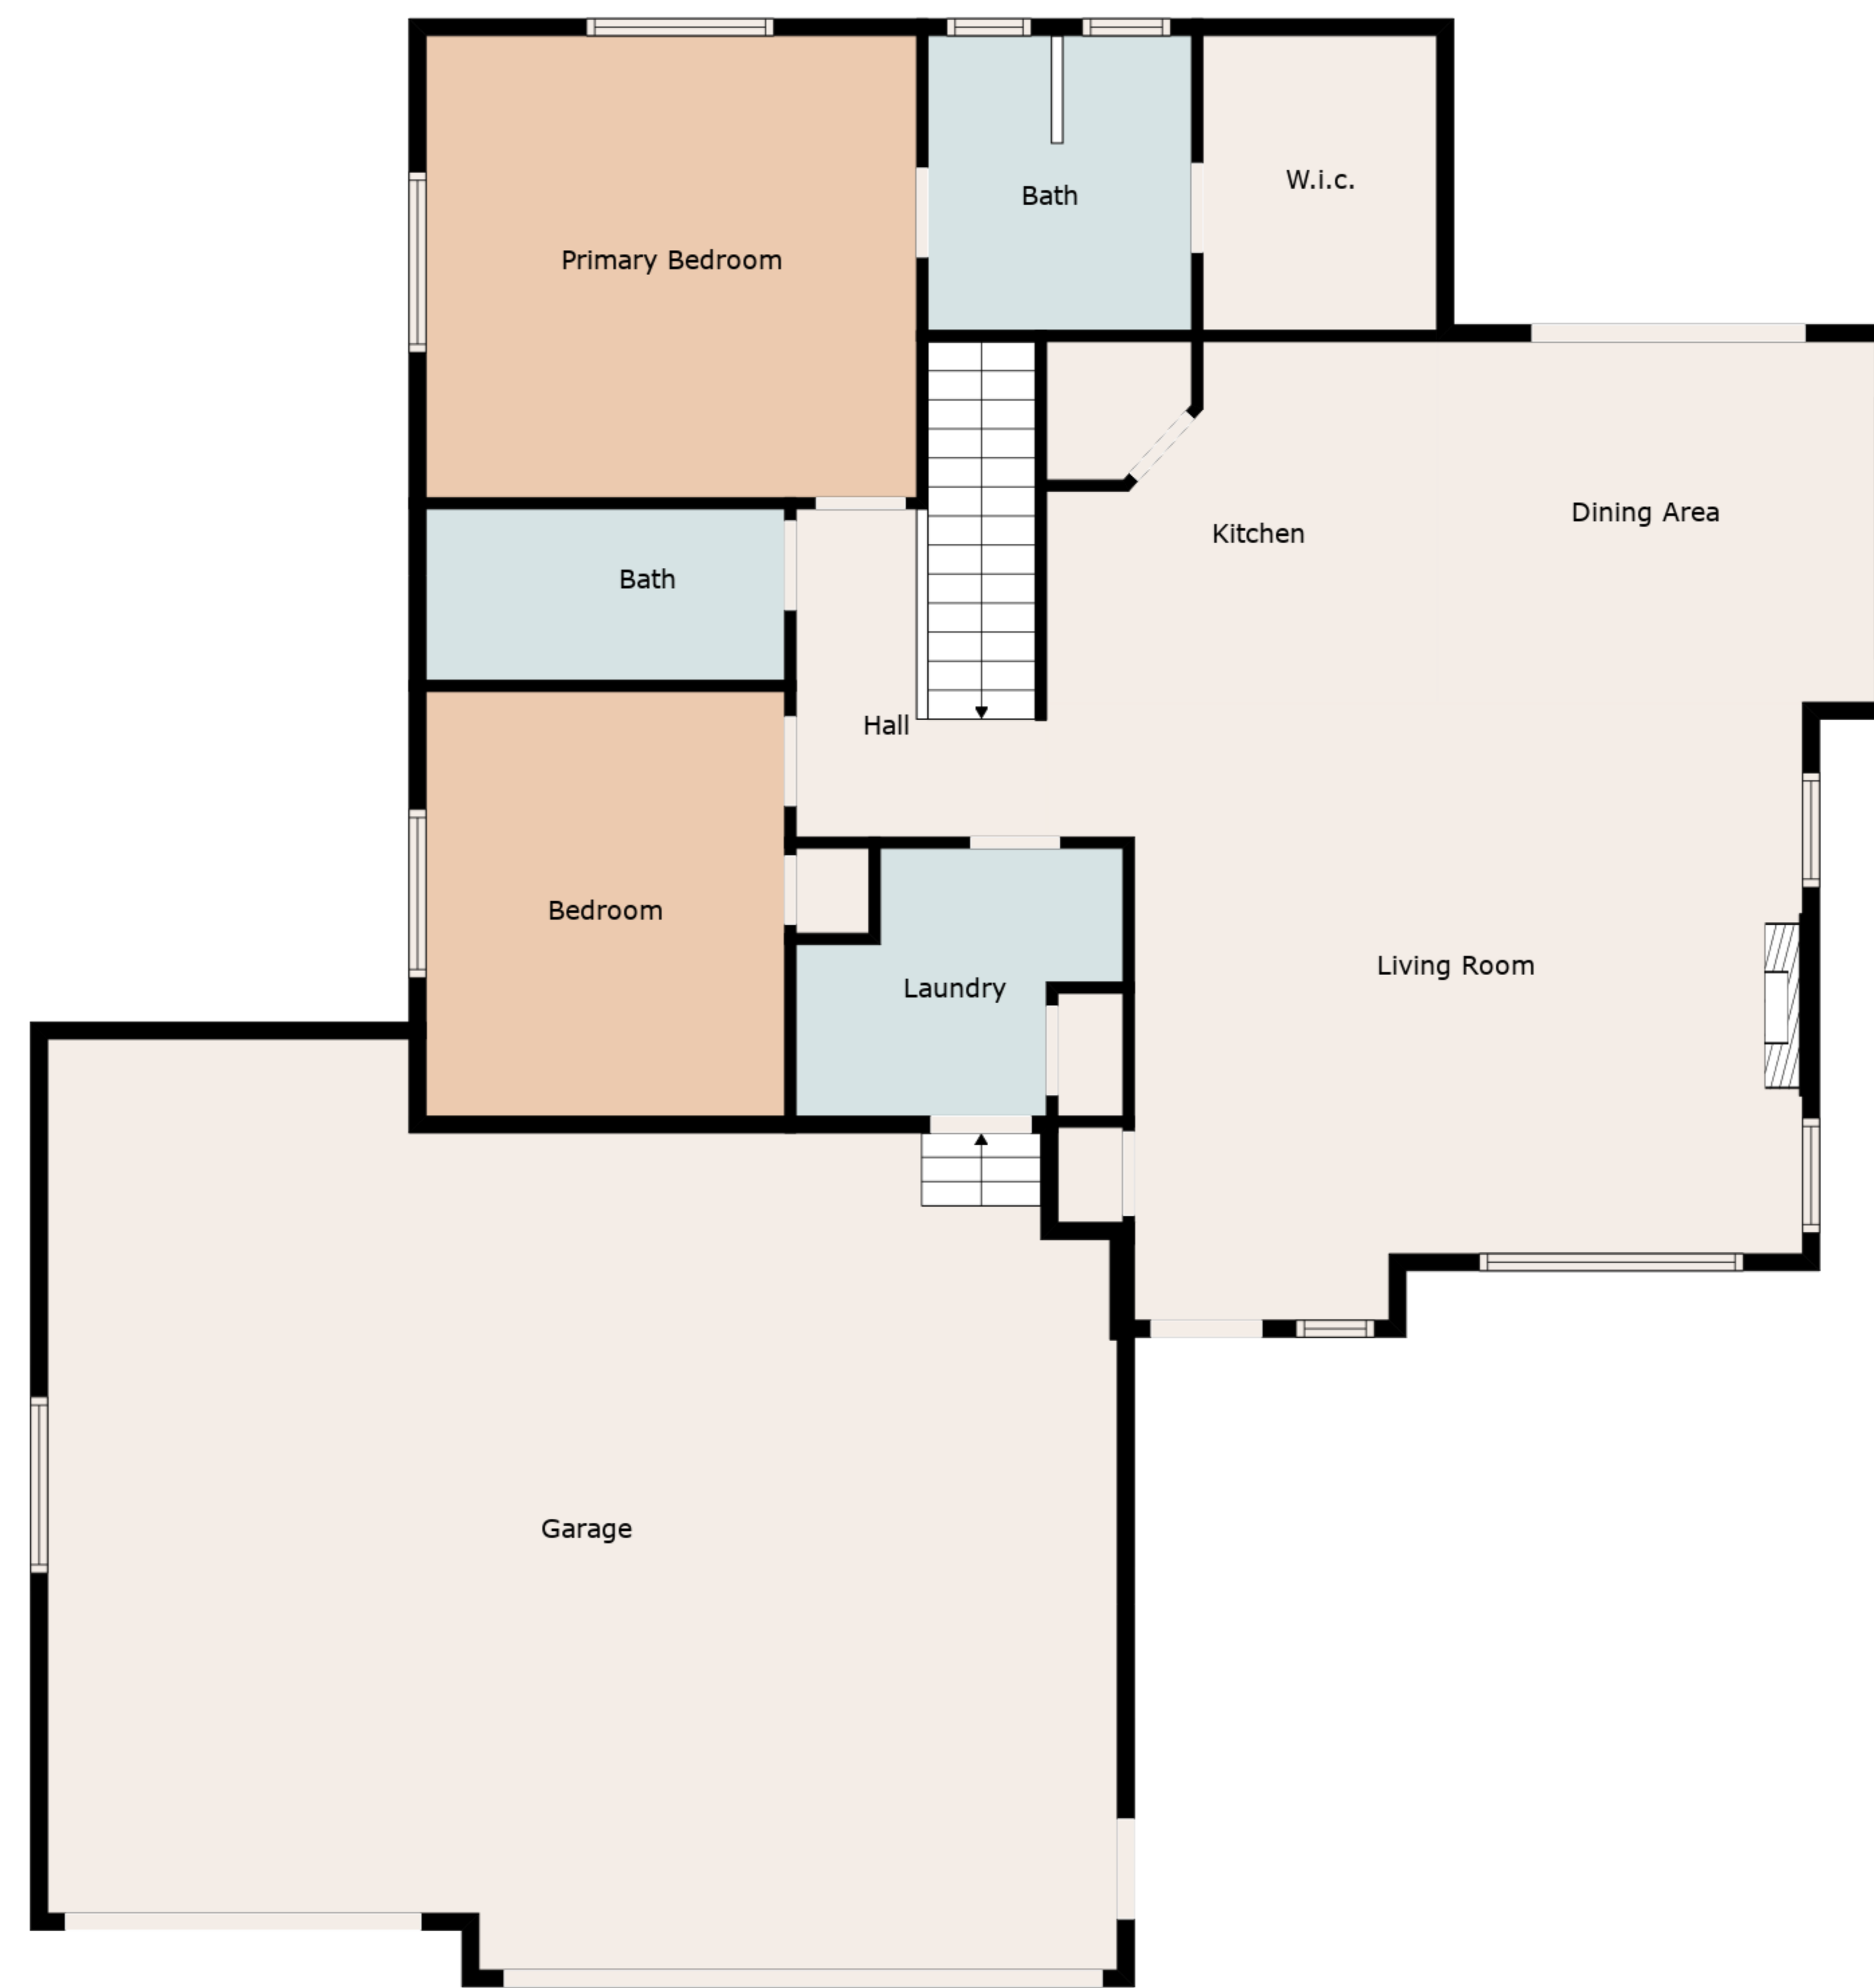 W.i.c.
Bath
Primary Bedroom
Dining Area
Kitchen
Bath
Hall
Bedroom
Living Room
Laundry
Garage